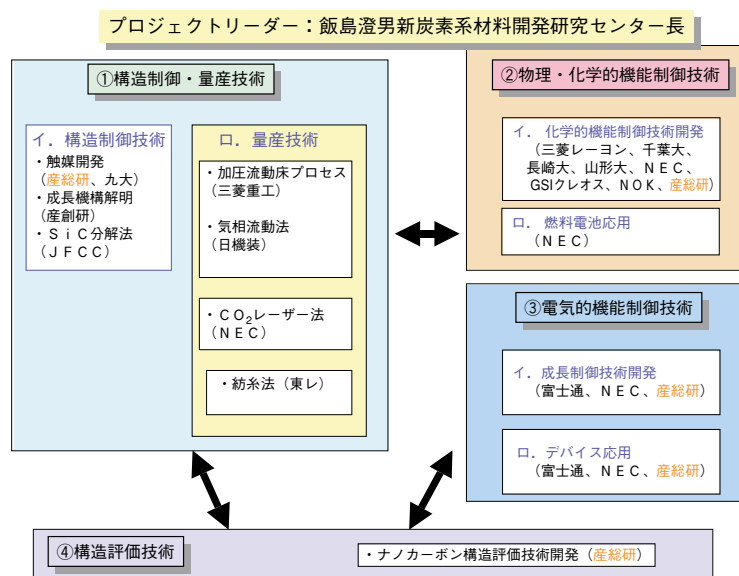 プロジェクトリーダー：飯島澄男新炭素系材料開発研究センター長
①構造制御・量産技術
イ．構造制御技術
・触媒開発
（産総研、九大）
・成長機構解明
（産創研）
・ＳｉＣ分解法
（ＪＦＣＣ）
ロ．量産技術
・加圧流動床プロセス
（三菱重工）
・気相流動法
（日機装）
・ＣＯ₂レーザー法
（ＮＥＣ）
・紡糸法（東レ）
②物理・化学的機能制御技術
イ．化学的機能制御技術開発
（三菱レーヨン、千葉大、
長崎大、山形大、ＮＥＣ、
GSIクレオス、ＮＯＫ、産総研）
ロ．燃料電池応用
（ＮＥＣ）
③電気的機能制御技術
イ．成長制御技術開発
（富士通、ＮＥＣ、産総研）
ロ．デバイス応用
（富士通、ＮＥＣ、産総研）
④構造評価技術
・ナノカーボン構造評価技術開発（産総研）